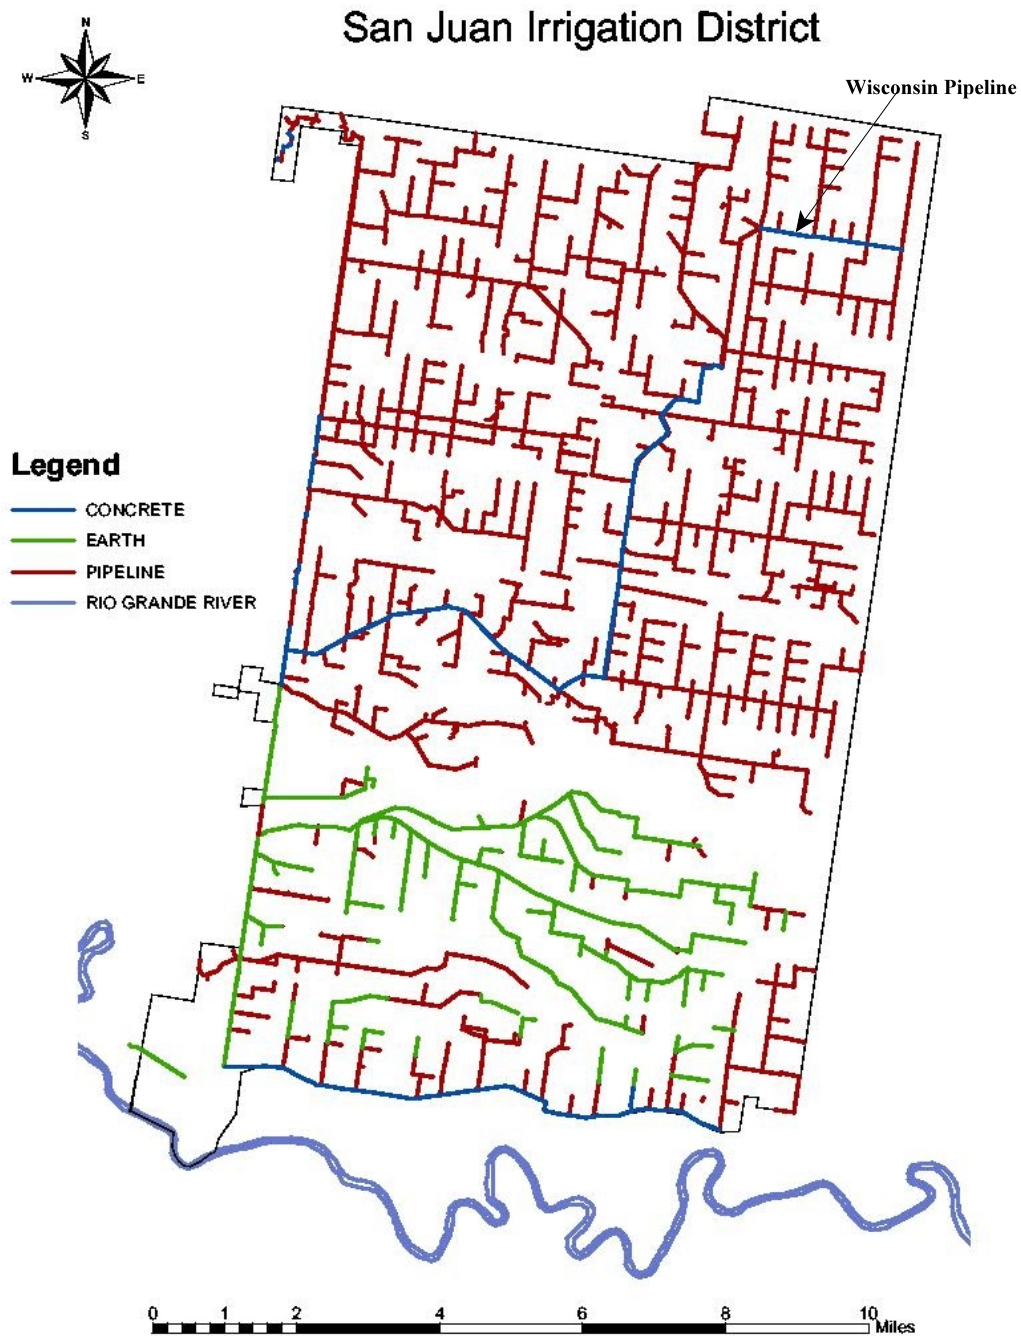 San Juan Irrigation District
N
W E
S
Wisconsin Pipeline
Legend
CONCRETE
EARTH
PIPELINE
RIO GRANDE RIVER
0 1 2 4 6 8 10
Miles